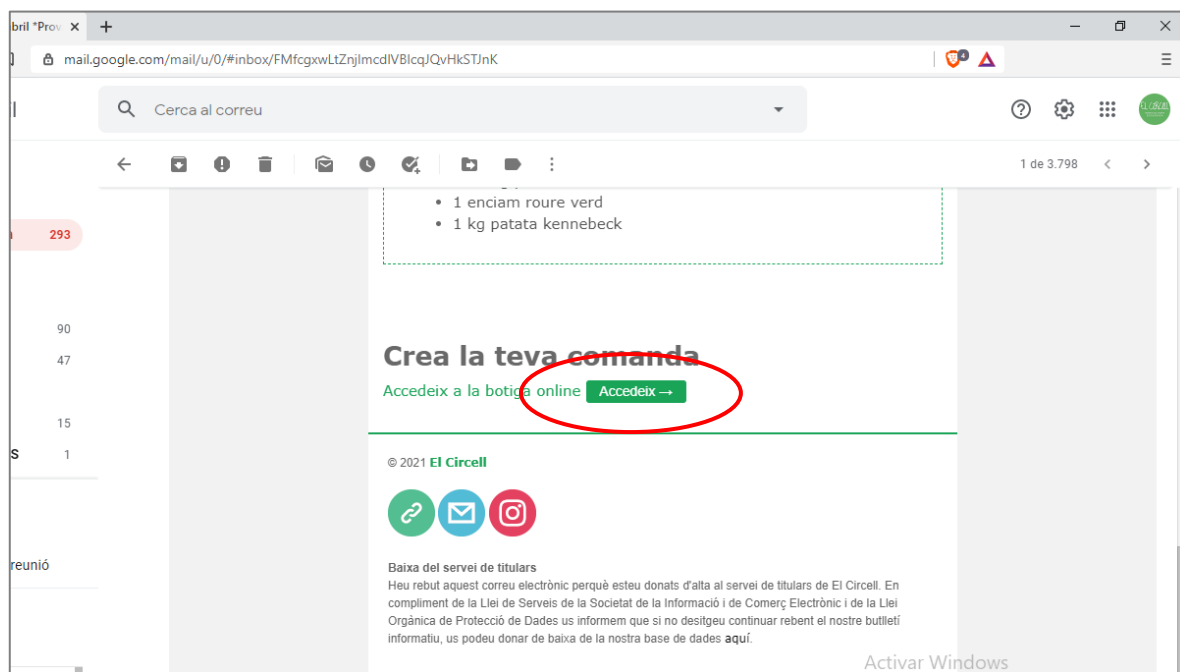 bril *Prov
mail.google.com/mail/u/0/#inbox/FMfcgxwLtZnjlmcdlVBlcqJQvHkSTJnK
4
Cerca al correu
1 de 3.798
293
90
47
15
S 1
reunió
• 1 enciam roure verd
• 1 kg patata kennebeck
Crea la teva comanda
Accedeix a la botiga online Accedeix →
© 2021 El Circell
Baixa del servei de titulars
Heu rebut aquest correu electrònic perquè esteu donats d'alta al servei de titulars de El Circell. En
compliment de la Llei de Serveis de la Societat de la Informació i de Comerç Electrònic i de la Llei
Orgànica de Protecció de Dades us informem que si no desitgeu continuar rebent el nostre butlletí
informatiu, us podeu donar de baixa de la nostra base de dades aquí.
Activar Windows